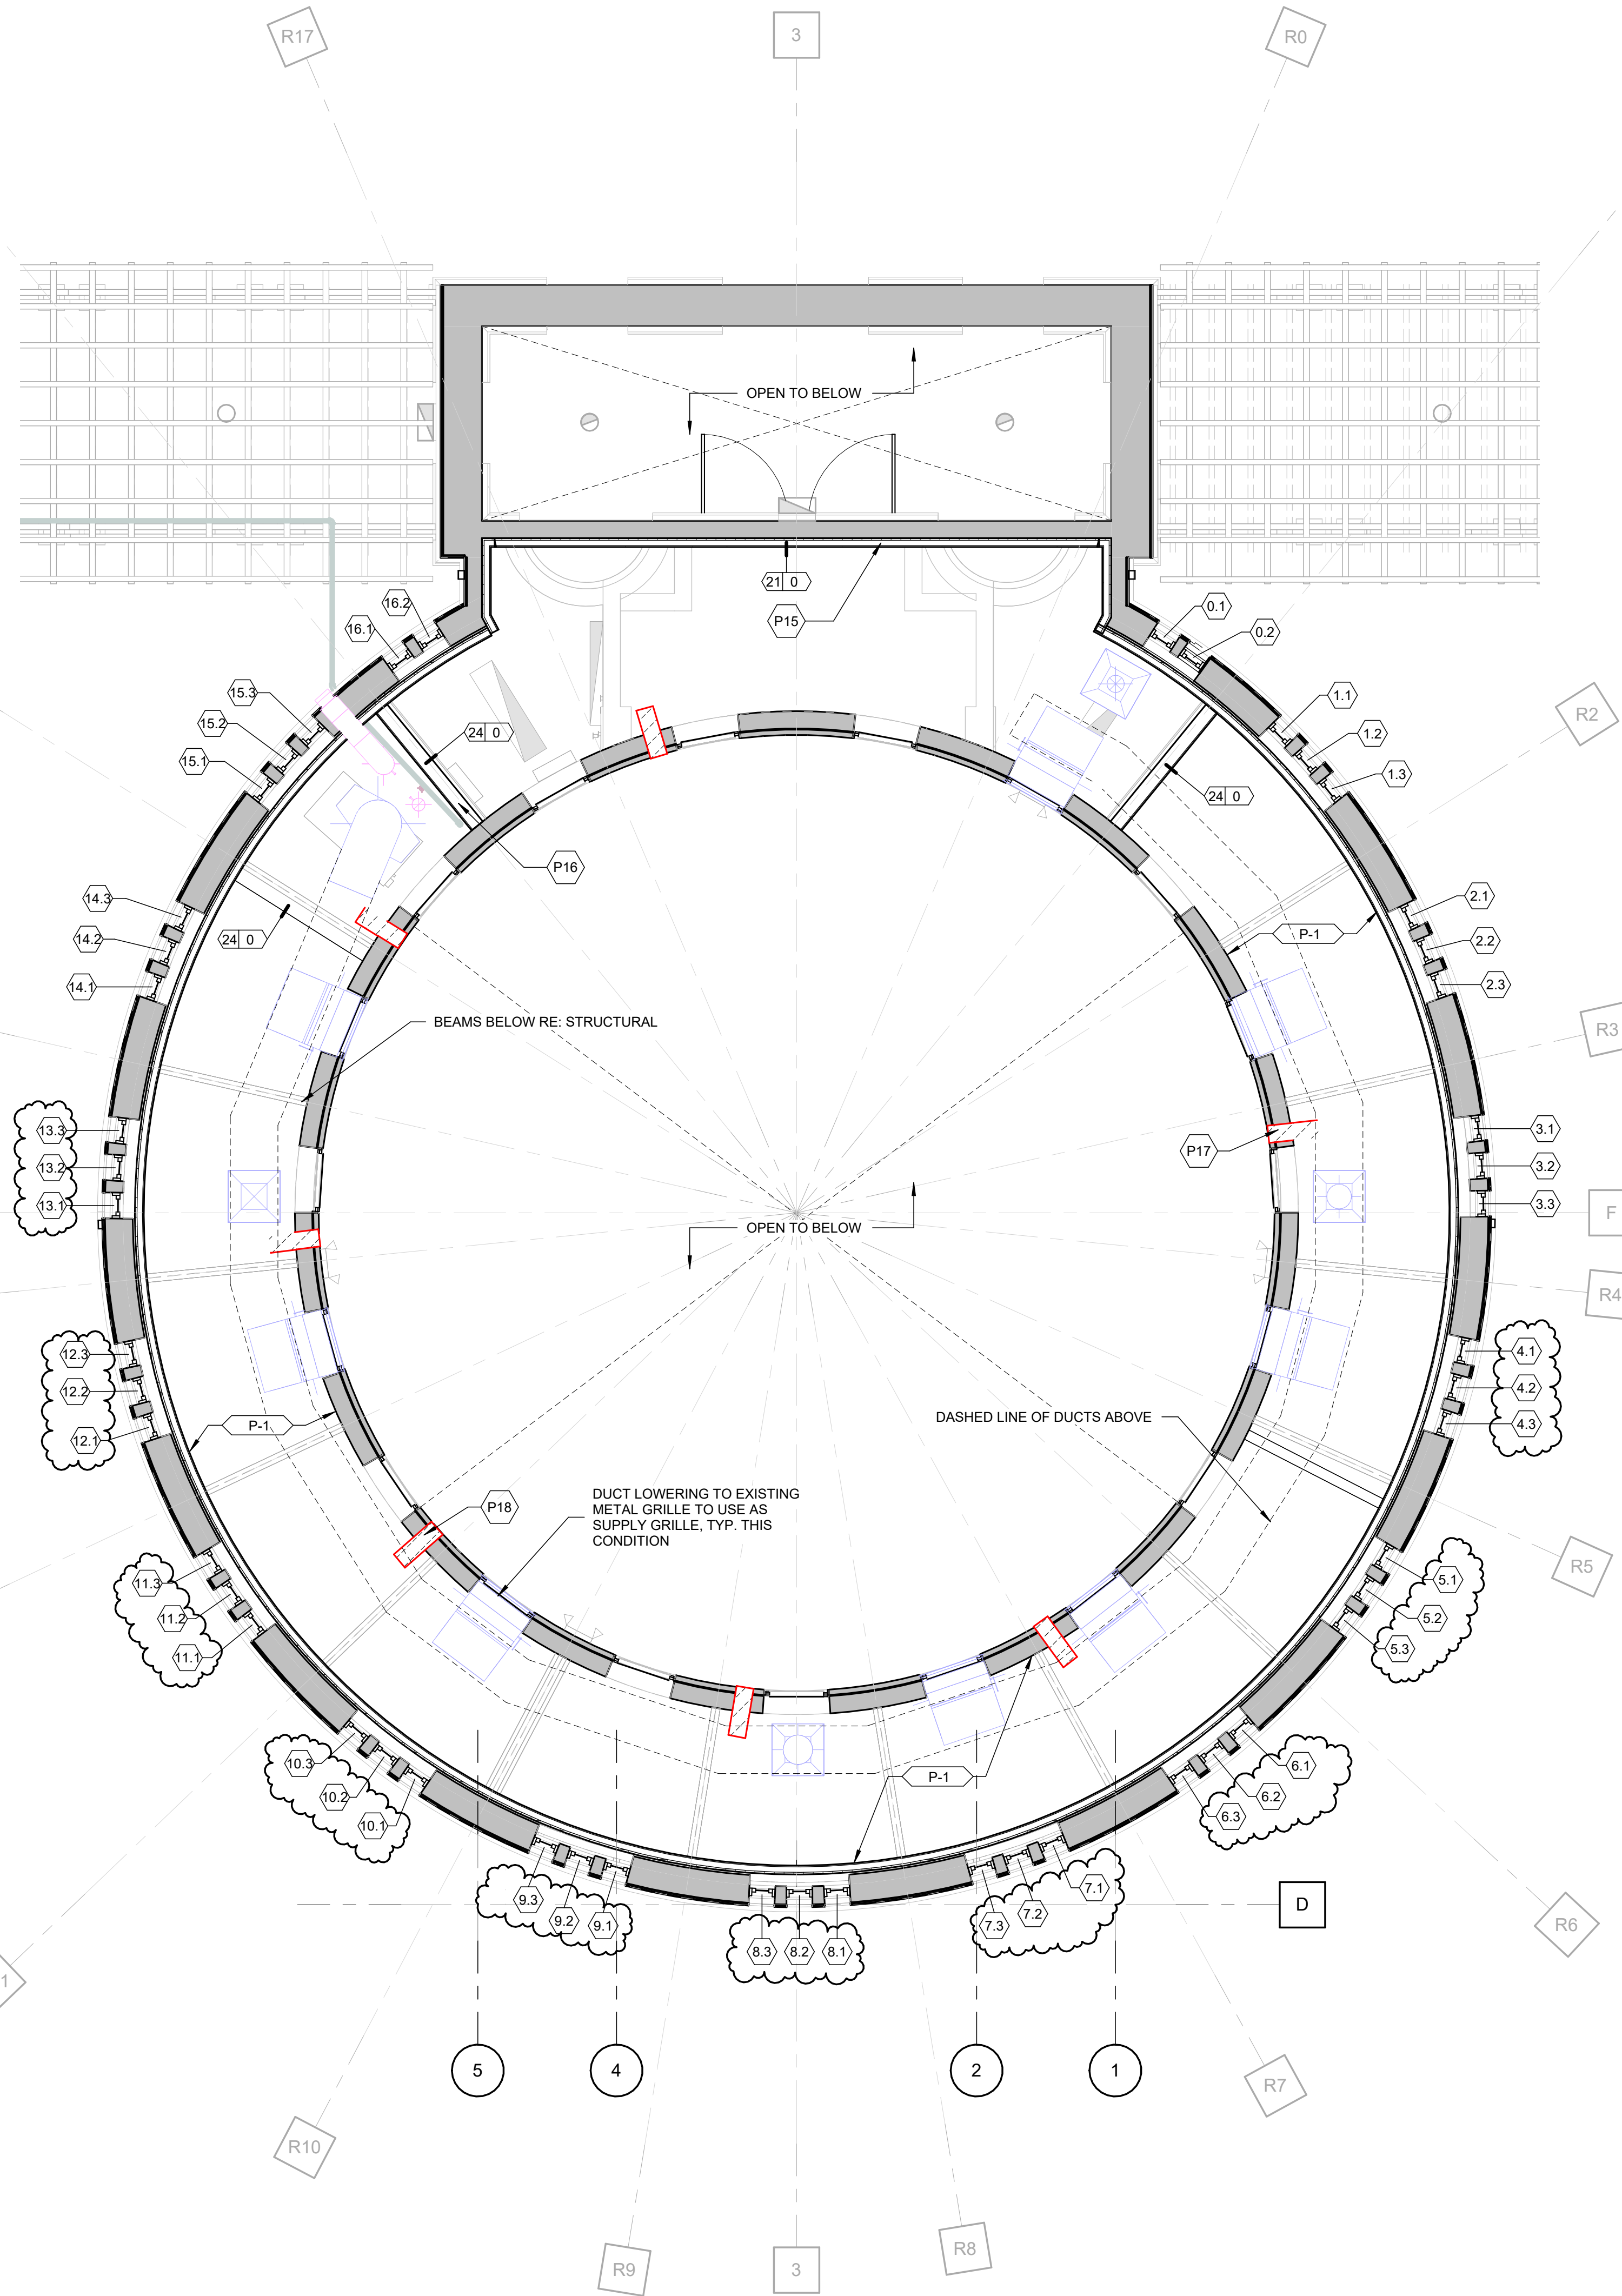 R17
3
R0
OPEN TO BELOW
21 0
P15
16.2
16.1
0.1
0.2
15.3
15.2
15.1
24 0
1.1
1.2
1.3
R2
24 0
P16
14.3
14.2
14.1
24 0
P-1
2.1
2.2
2.3
BEAMS BELOW RE: STRUCTURAL
R3
13.3
13.2
13.1
P17
3.1
3.2
3.3
OPEN TO BELOW
F
R4
12.3
12.2
12.1
4.1
4.2
4.3
P-1
DASHED LINE OF DUCTS ABOVE
P18
DUCT LOWERING TO EXISTING
METAL GRILLE TO USE AS
SUPPLY GRILLE, TYP. THIS
CONDITION
11.3
11.2
11.1
5.1
5.2
5.3
R5
10.3
10.2
10.1
P-1
6.1
6.2
6.3
9.3
9.2
9.1
8.3
8.2
8.1
7.3
7.2
7.1
D
R6
1
5
4
2
1
R7
R10
R9
3
R8